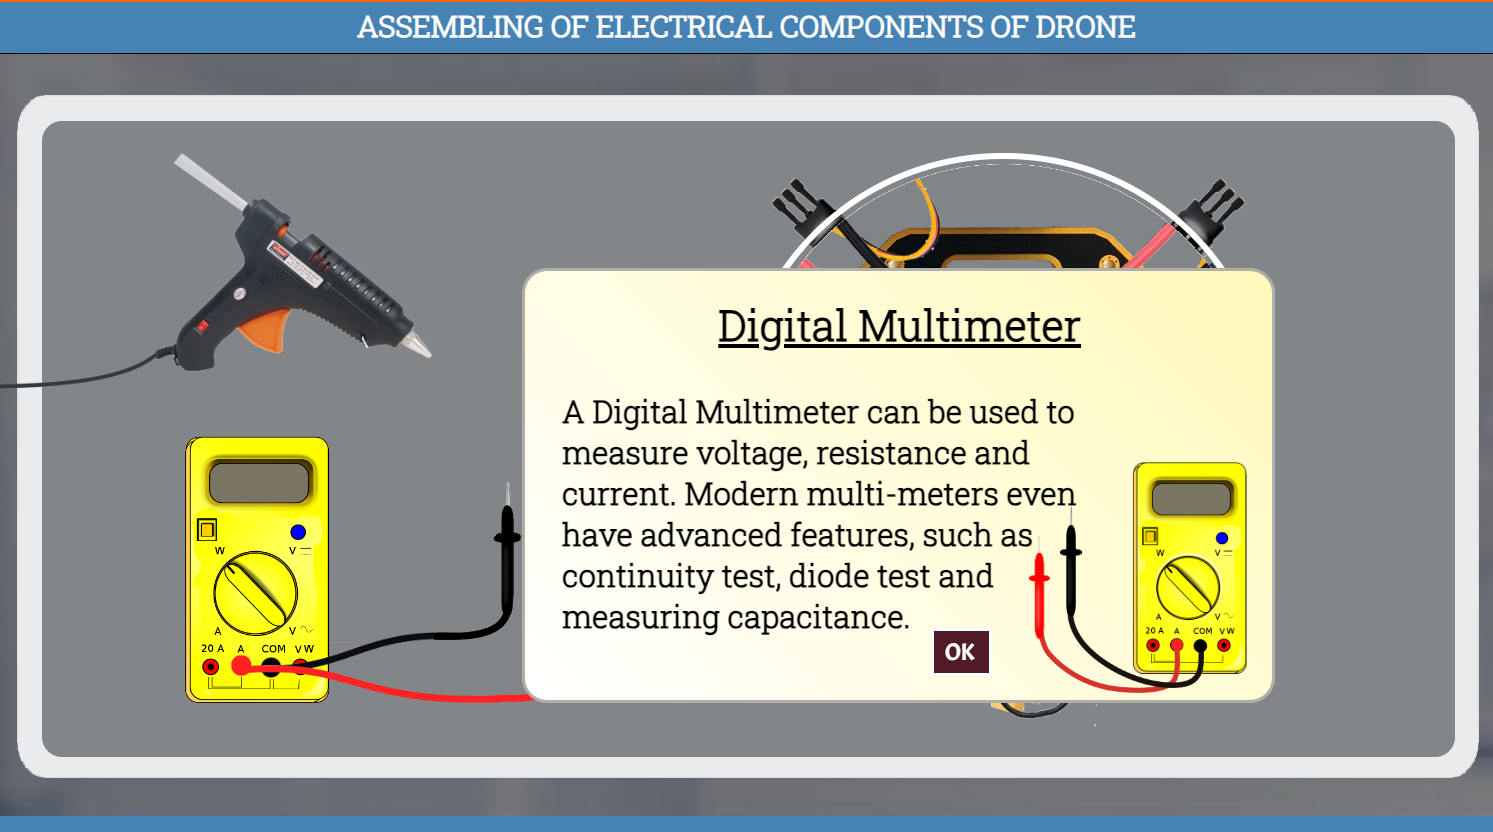 ASSEMBLING OF ELECTRICAL COMPONENTS OF DRONE
Digital Multimeter
A Digital Multimeter can be used to
measure voltage, resistance and
current. Modern multi-meters even
have advanced features, such as
continuity test, diode test and
measuring capacitance.
OK
W V
A V
20 A A COM V W
W V
A V
20 A A COM V W